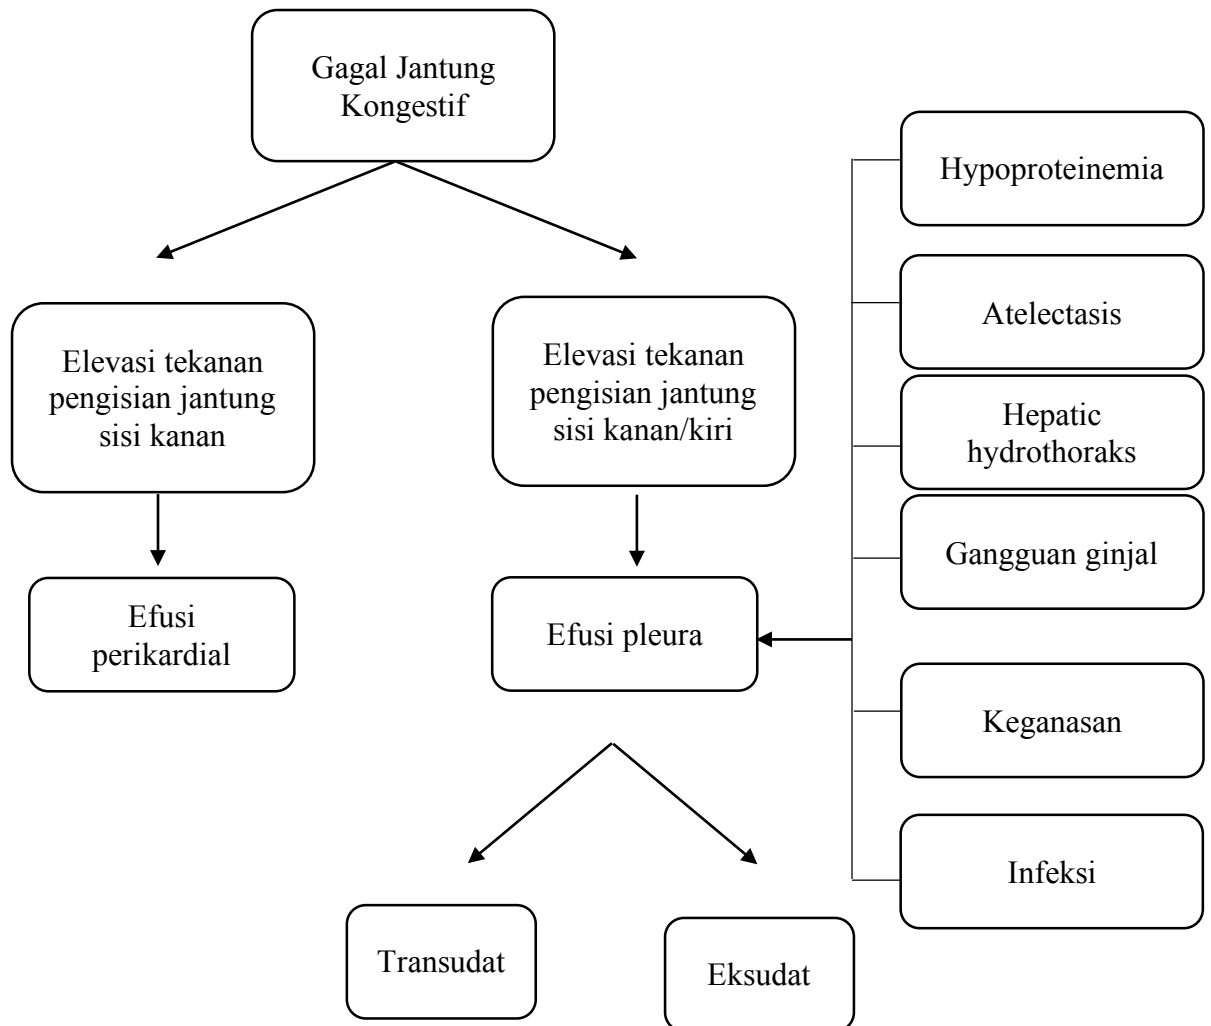 Gagal Jantung
Kongestif
Elevasi tekanan
pengisian jantung
sisi kanan
Elevasi tekanan
pengisian jantung
sisi kanan/kiri
Efusi
perikardial
Efusi pleura
Transudat
Eksudat
Hypoproteinemia
Atelectasis
Hepatic
hydrothoraks
Gangguan ginjal
Keganasan
Infeksi